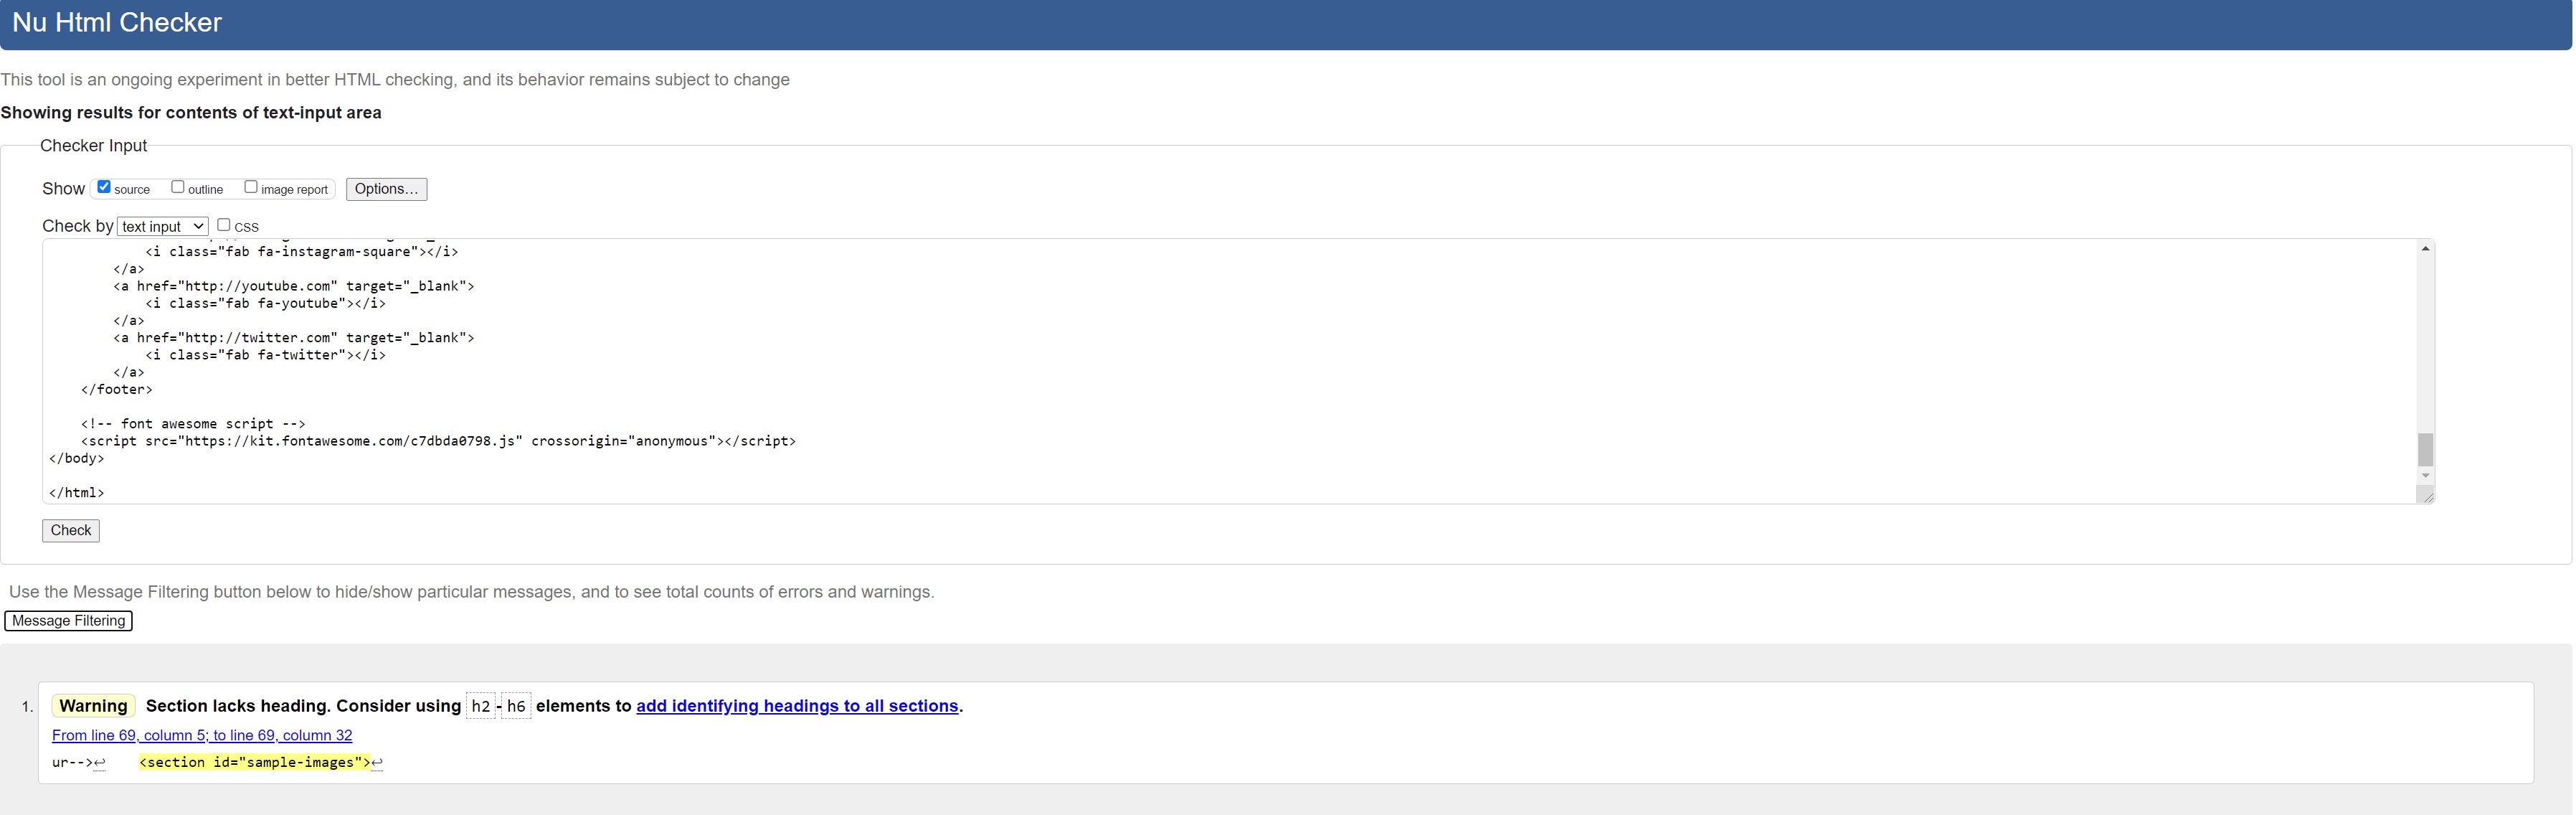 Nu Html Checker
This tool is an ongoing experiment in better HTML checking, and its behavior remains subject to change
Showing results for contents of text-input area
Checker Input
Show source outline image report Options...
Check by text input CSS
<i class="fab fa-instagram-square"></i>
</a>
<a href="http://youtube.com" target="_blank">
<i class="fab fa-youtube"></i>
</a>
<a href="http://twitter.com" target="_blank">
<i class="fab fa-twitter"></i>
</a>
</footer>
<!-- font awesome script -->
<script src="https://kit.fontawesome.com/c7dbda0798.js" crossorigin="anonymous"></script>
</body>
</html>
Check
Use the Message Filtering button below to hide/show particular messages, and to see total counts of errors and warnings.
Message Filtering
1. Warning Section lacks heading. Consider using h2-h6 elements to add identifying headings to all sections.
From line 69, column 5; to line 69, column 32
ur-->↩ <section id="sample-images">↩